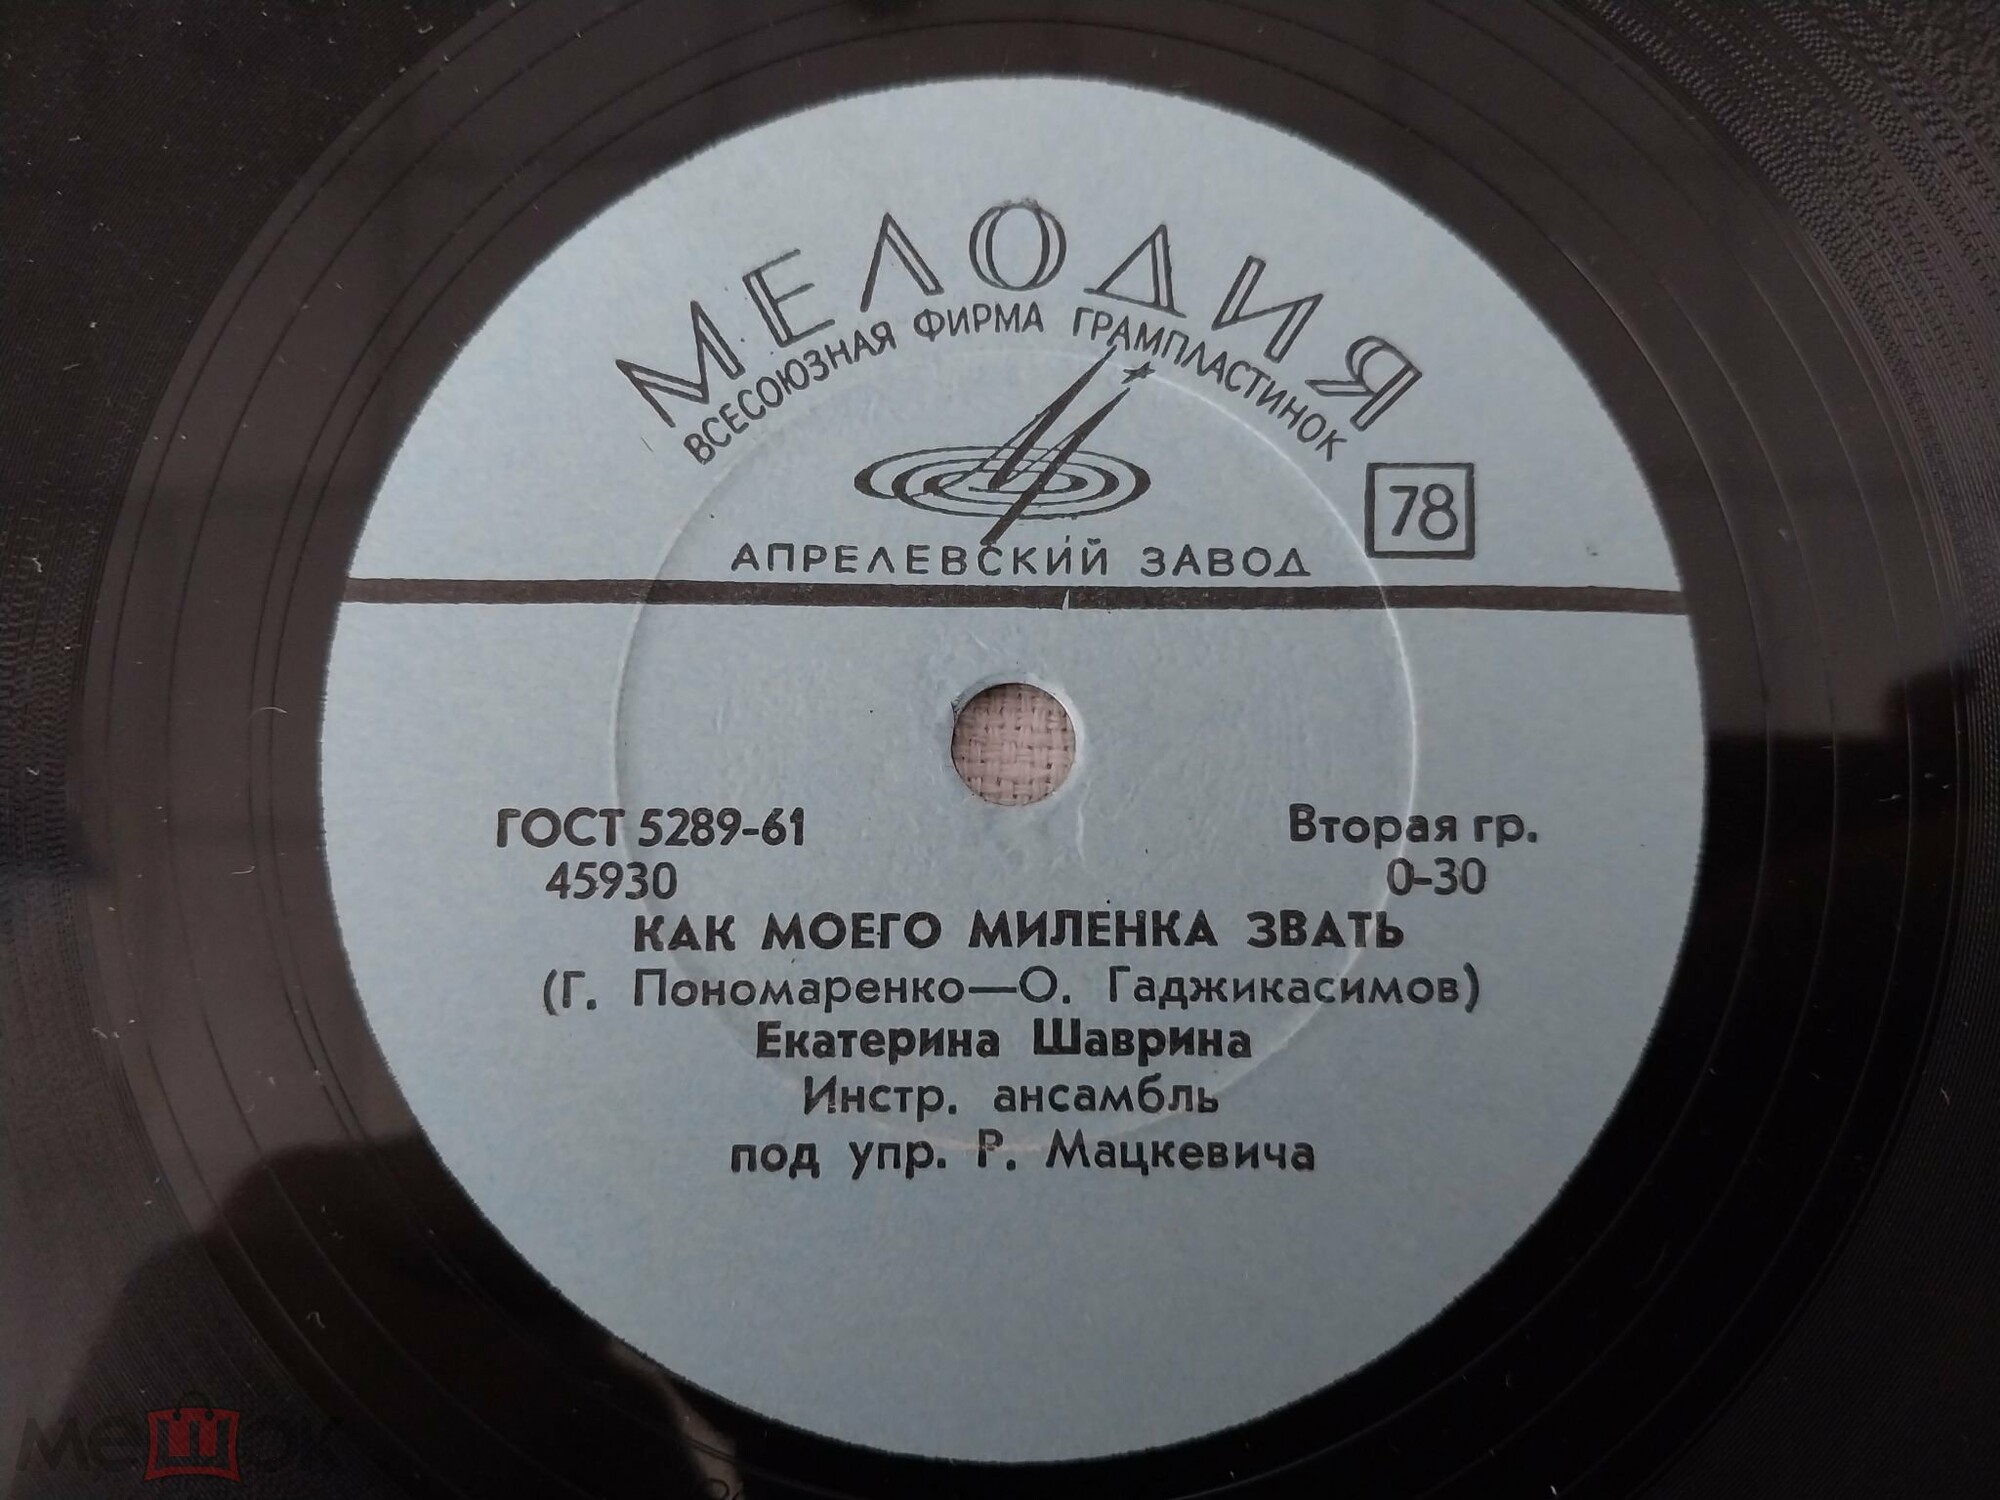 МЕЛОДИЯ
ВСЕСОЮЗНАЯ ФИРМА ГРАМПЛАСТИНОК
78
АПРЕЛЕВСКИЙ ЗАВОД
ГОСТ 5289-61
Вторая гр.
45930
0-30
КАК МОЕГО МИЛЕНКА ЗВАТЬ
(Г. Пономаренко—О. Гаджикасимов)
Екатерина Шаврина
Инстр. ансамбль
под упр. Р. Мацкевича
мешок